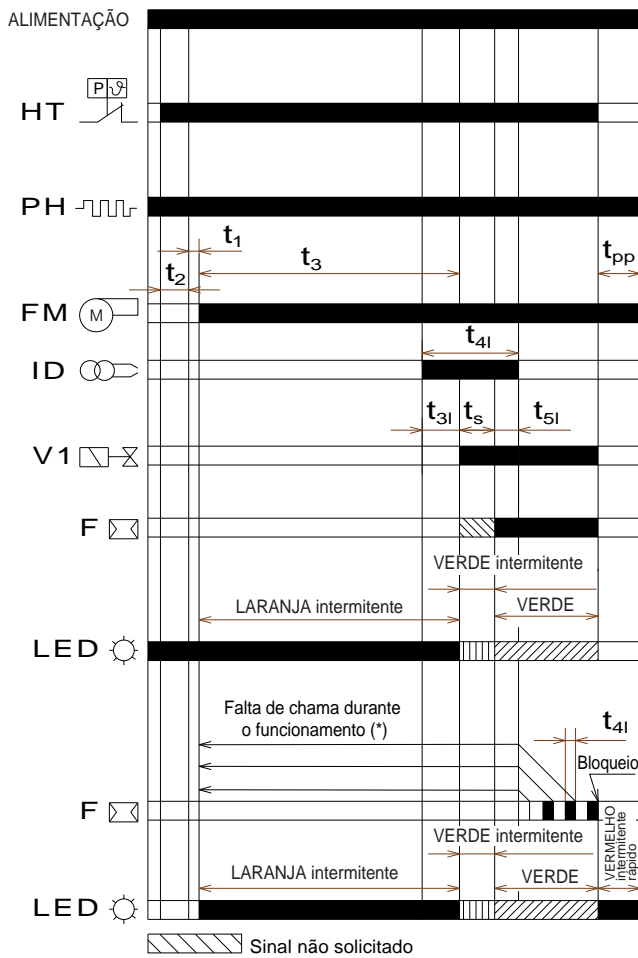 ALIMENTAÇÃO
P ϑ
HT
PH
t1
t2
t3
tpp
FM M
ID
t4l
t3l ts t5l
V1
F
VERDE intermitente
LARANJA intermitente
VERDE
LED
Falta de chama durante
o funcionamento (*)
t4l
Bloqueio
F
VERDE intermitente
LARANJA intermitente
VERDE
VERMELHO
intermitente
rápido
LED
Sinal não solicitado